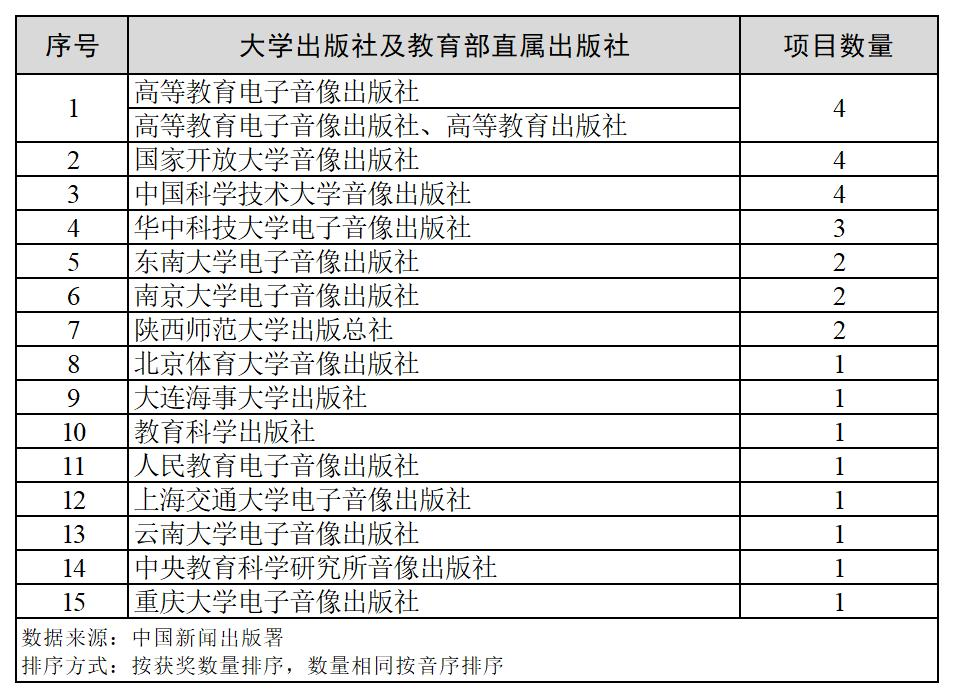 序号 大学出版社及教育部直属出版社 项目数量
1 高等教育电子音像出版社 4
高等教育电子音像出版社、高等教育出版社
2 国家开放大学音像出版社 4
3 中国科学技术大学音像出版社 4
4 华中科技大学电子音像出版社 3
5 东南大学电子音像出版社 2
6 南京大学电子音像出版社 2
7 陕西师范大学出版总社 2
8 北京体育大学音像出版社 1
9 大连海事大学出版社 1
10 教育科学出版社 1
11 人民教育电子音像出版社 1
12 上海交通大学电子音像出版社 1
13 云南大学电子音像出版社 1
14 中央教育科学研究所音像出版社 1
15 重庆大学电子音像出版社 1
数据来源：中国新闻出版署
排序方式：按获奖数量排序，数量相同按音序排序